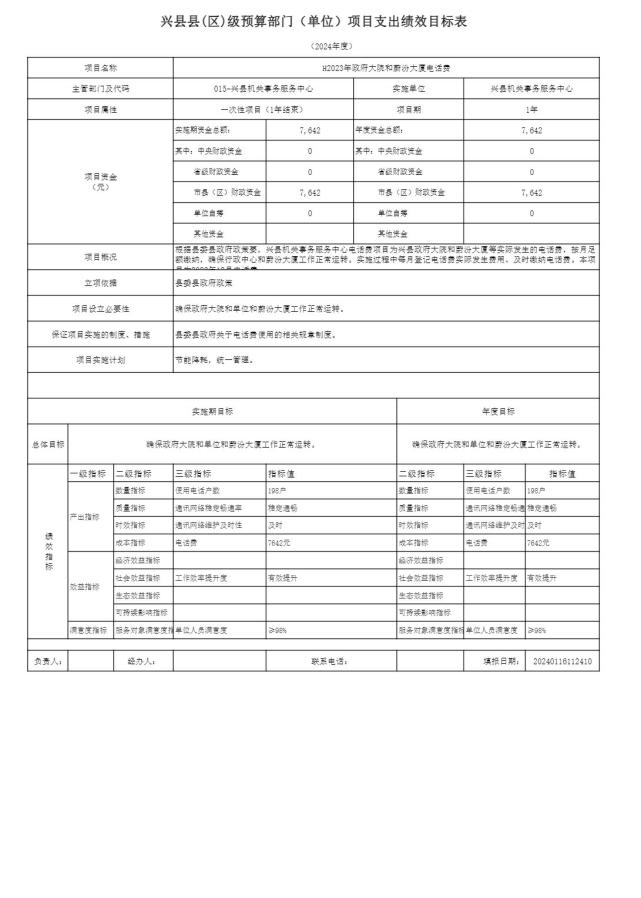 兴县县(区)级预算部门（单位）项目支出绩效目标表
（2024年度）
项目名称 H2023年政府大院和蔚汾大厦电话费
主管部门及代码 015-兴县机关事务服务中心 实施单位 兴县机关事务服务中心
项目属性 一次性项目（1年结束） 项目期 1年
项目资金
（元）
实施期资金总额: 7,642 年度资金总额: 7,642
其中：中央财政资金 0 其中：中央财政资金 0
省级财政资金 0 省级财政资金 0
市县（区）财政资金 7,642 市县（区）财政资金 7,642
单位自筹 0 单位自筹 0
其他资金 其他资金
项目概况
根据县委县政府政策要，兴县机关事务服务中心电话费项目为兴县政府大院和蔚汾大厦等实际发生的电话费，按月足
额缴纳，确保行政中心和蔚汾大厦工作正常运转。实施过程中每月登记电话费实际发生费用，及时缴纳电话费。本项
立项依据 县委县政府政策
项目设立必要性 确保政府大院和单位和蔚汾大厦工作正常运转。
保证项目实施的制度、措施 县委县政府关于电话费使用的相关规章制度。
项目实施计划 节能降耗，统一管理。
实施期目标 年度目标
总体目标 确保政府大院和单位和蔚汾大厦工作正常运转。 确保政府大院和单位和蔚汾大厦工作正常运转。
绩效指标
一级指标 二级指标 三级指标 指标值 二级指标 三级指标 指标值
产出指标
数量指标 使用电话户数 198户 数量指标 使用电话户数 198户
质量指标 通讯网络稳定畅通率 稳定通畅 质量指标 通讯网络稳定畅通 稳定通畅
时效指标 通讯网络维护及时性 及时 时效指标 通讯网络维护及时 及时
成本指标 电话费 7642元 成本指标 电话费 7642元
效益指标
经济效益指标 经济效益指标
社会效益指标 工作效率提升度 有效提升 社会效益指标 工作效率提升度 有效提升
生态效益指标 生态效益指标
可持续影响指标 可持续影响指标
满意度指标 服务对象满意度指 单位人员满意度 ≥98% 服务对象满意度指标 单位人员满意度 ≥98%
负责人： 经办人： 联系电话： 填报日期： 20240116112410